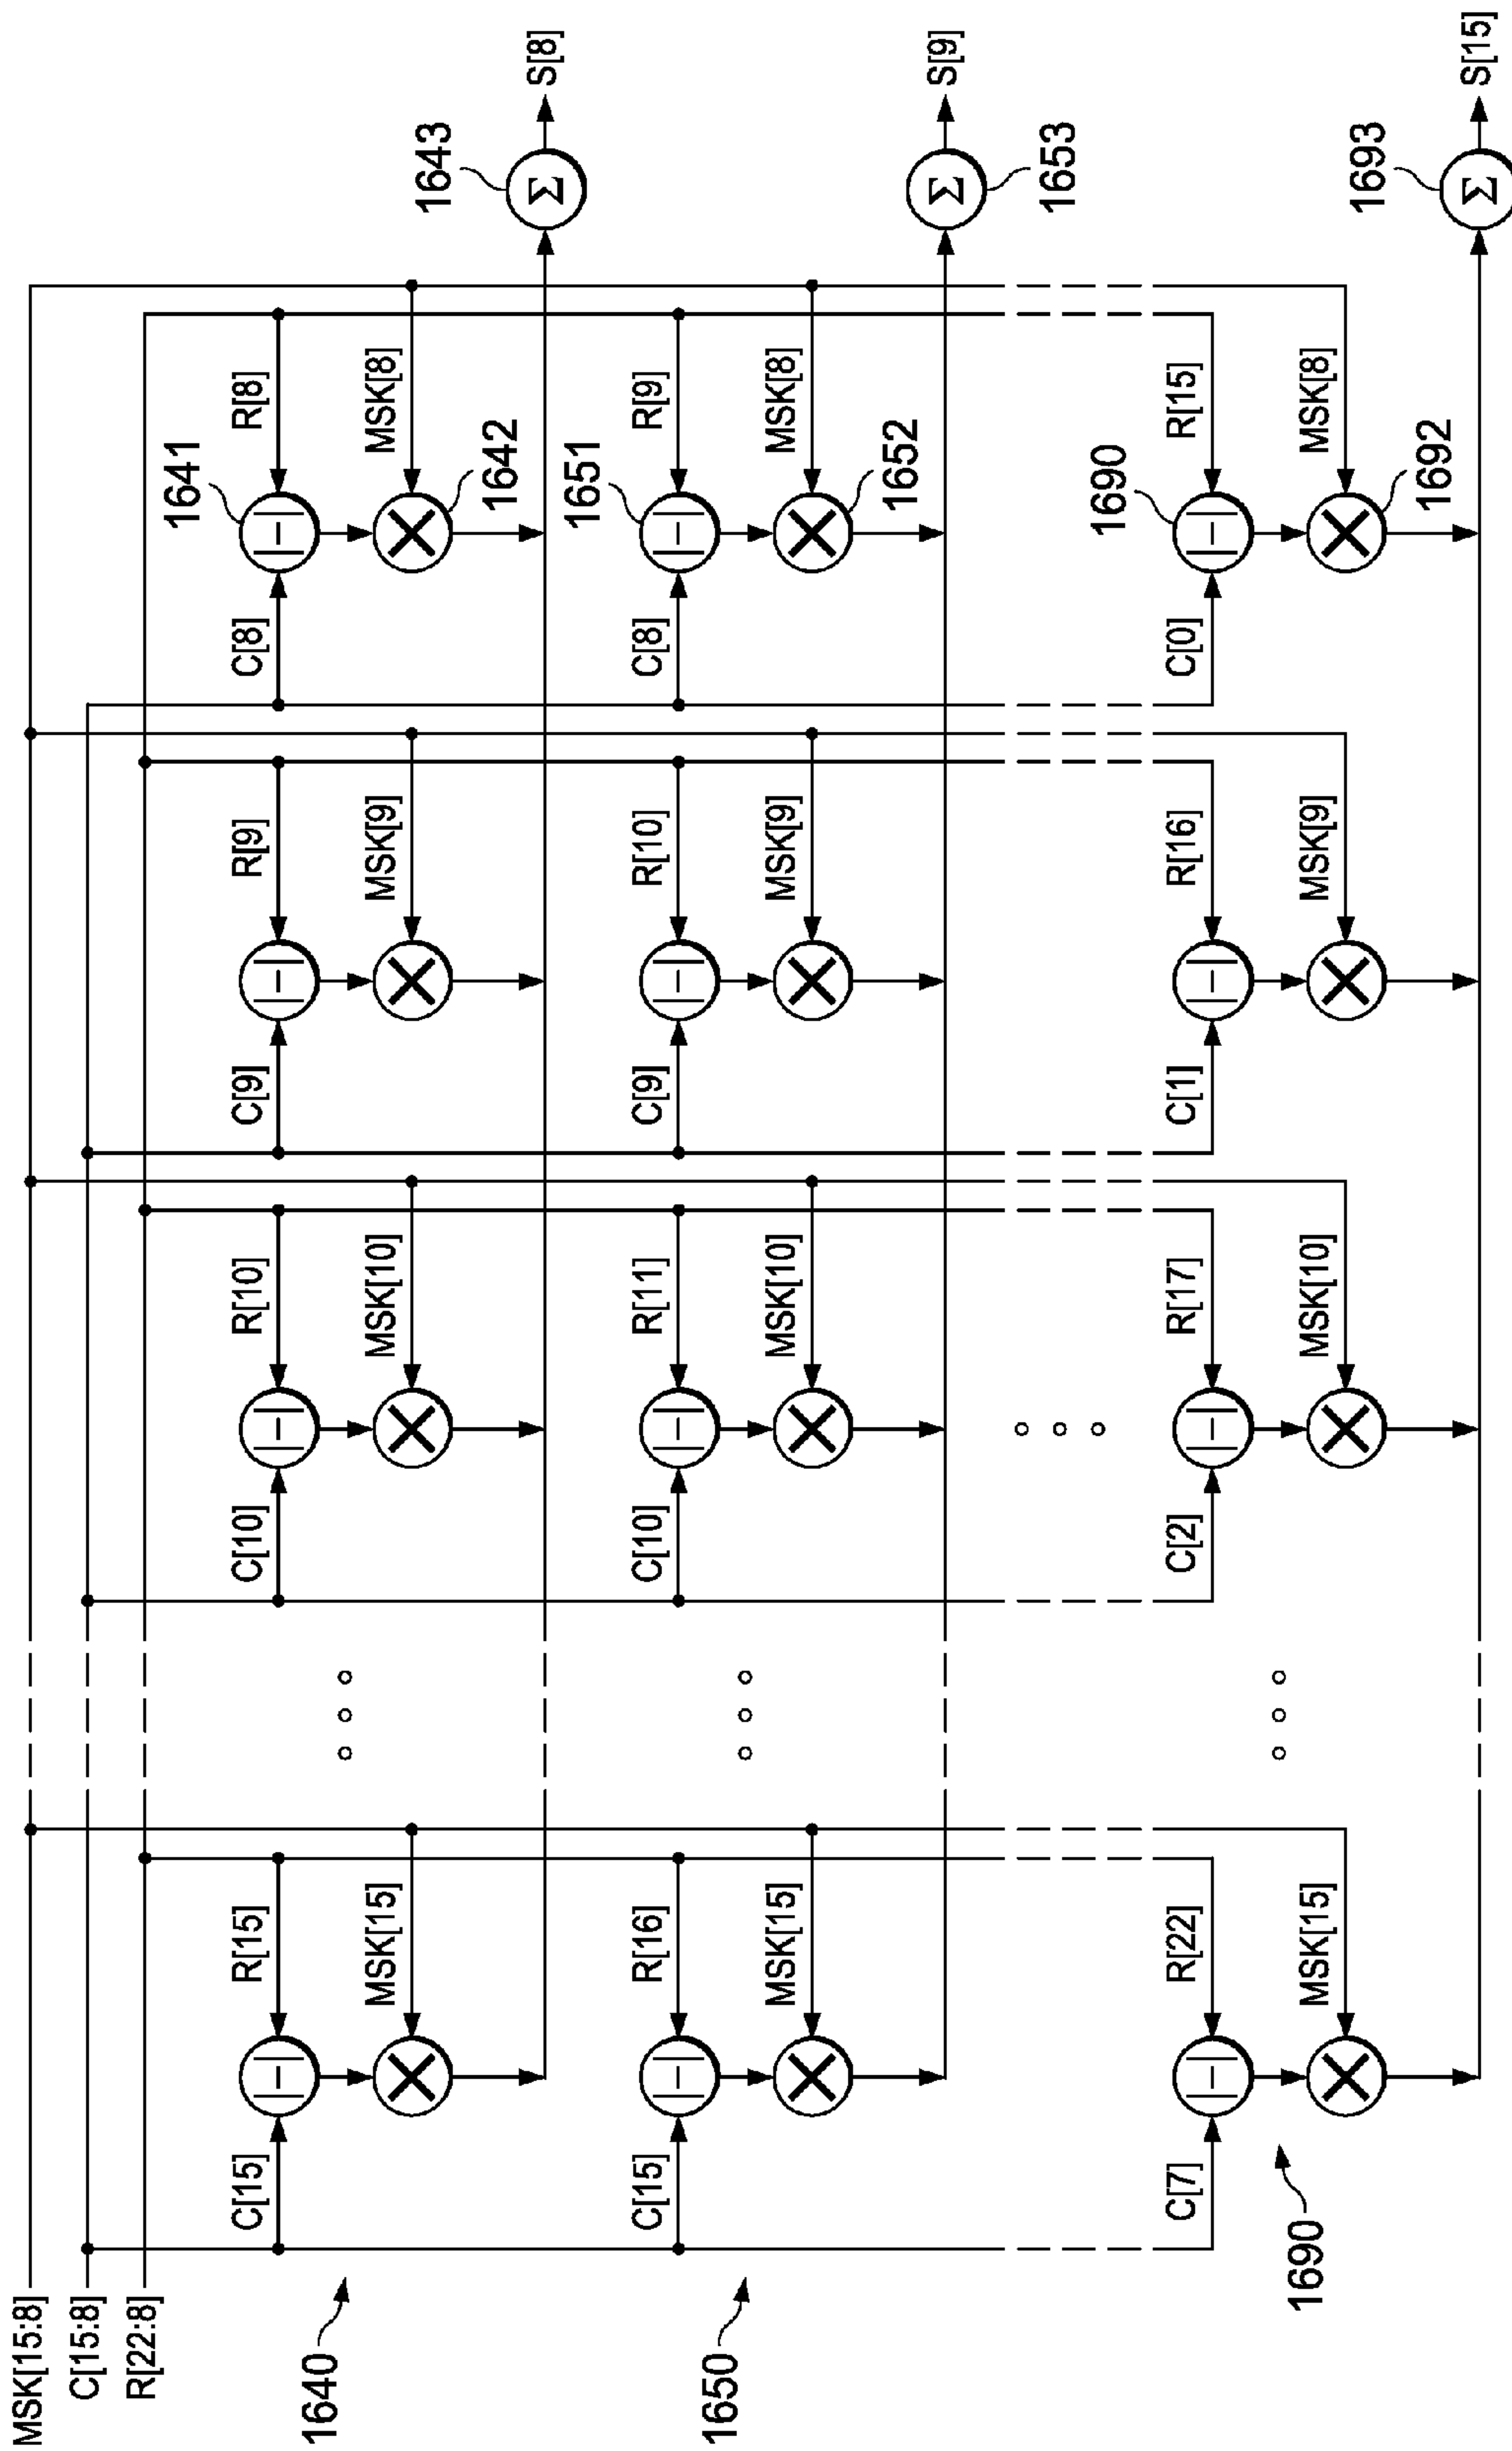 MSK[15:8]
C[15:8]
R[22:8]
1641
C[15] R[15] C[10] R[10] C[9] R[9] C[8] R[8]
1640
MSK[15] MSK[10] MSK[9] MSK[8]
1643
1642
Σ S[8]
1651
C[15] R[16] C[10] R[11] C[9] R[10] C[8] R[9]
1650
MSK[15] MSK[10] MSK[9] MSK[8]
1652
Σ S[9]
1653
1690
C[7] R[22] C[2] R[17] C[1] R[16] C[0] R[15]
1690
MSK[15] MSK[10] MSK[9] MSK[8]
1693
1692
Σ S[15]